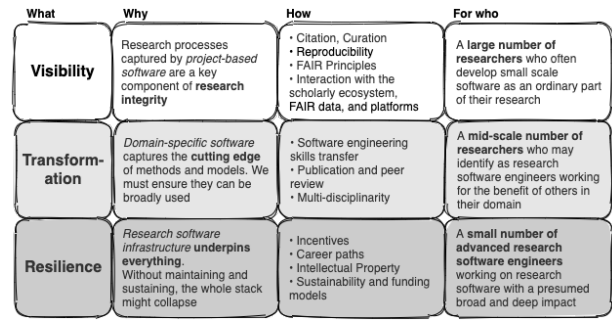 What Why How For who
Visibility
Research processes
captured by project-based
software are a key
component of research
integrity
• Citation, Curation
• Reproducibility
• FAIR Principles
• Interaction with the
scholarly ecosystem,
FAIR data, and platforms
A large number of
researchers who often
develop small scale
software as an ordinary part
of their research
Transform-
ation
Domain-specific software
captures the cutting edge
of methods and models. We
must ensure they can be
broadly used
• Software engineering
skills transfer
• Publication and peer
review
• Multi-disciplinarity
A mid-scale number of
researchers who may
identify as research
software engineers working
for the benefit of others in
their domain
Resilience
Research software
infrastructure underpins
everything.
Without maintaining and
sustaining, the whole stack
might collapse
• Incentives
• Career paths
• Intellectual Property
• Sustainability and funding
models
A small number of
advanced research
software engineers
working on research
software with a presumed
broad and deep impact